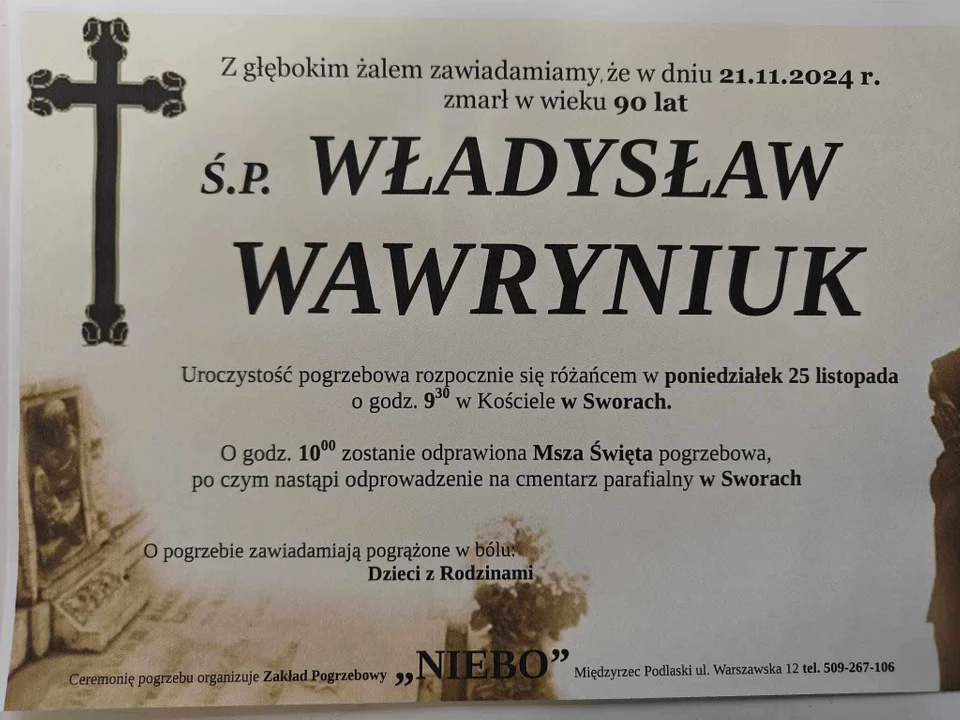 Z głębokim żalem zawiadamiamy, że w dniu 21.11.2024 r.
zmarł w wieku 90 lat
Ś.P. WŁADYSŁAW
WAWRYNIUK
Uroczystość pogrzebowa rozpocznie się różańcem w poniedziałek 25 listopada
o godz. 9³⁰ w Kościele w Sworach.
O godz. 10⁰⁰ zostanie odprawiona Msza Święta pogrzebowa,
po czym nastąpi odprowadzenie na cmentarz parafialny w Sworach
O pogrzebie zawiadamiają pogrążone w bólu:
Dzieci z Rodzinami
Ceremonię pogrzebu organizuje Zakład Pogrzebowy „NIEBO” Międzyrzec Podlaski ul. Warszawska 12 tel. 509-267-106